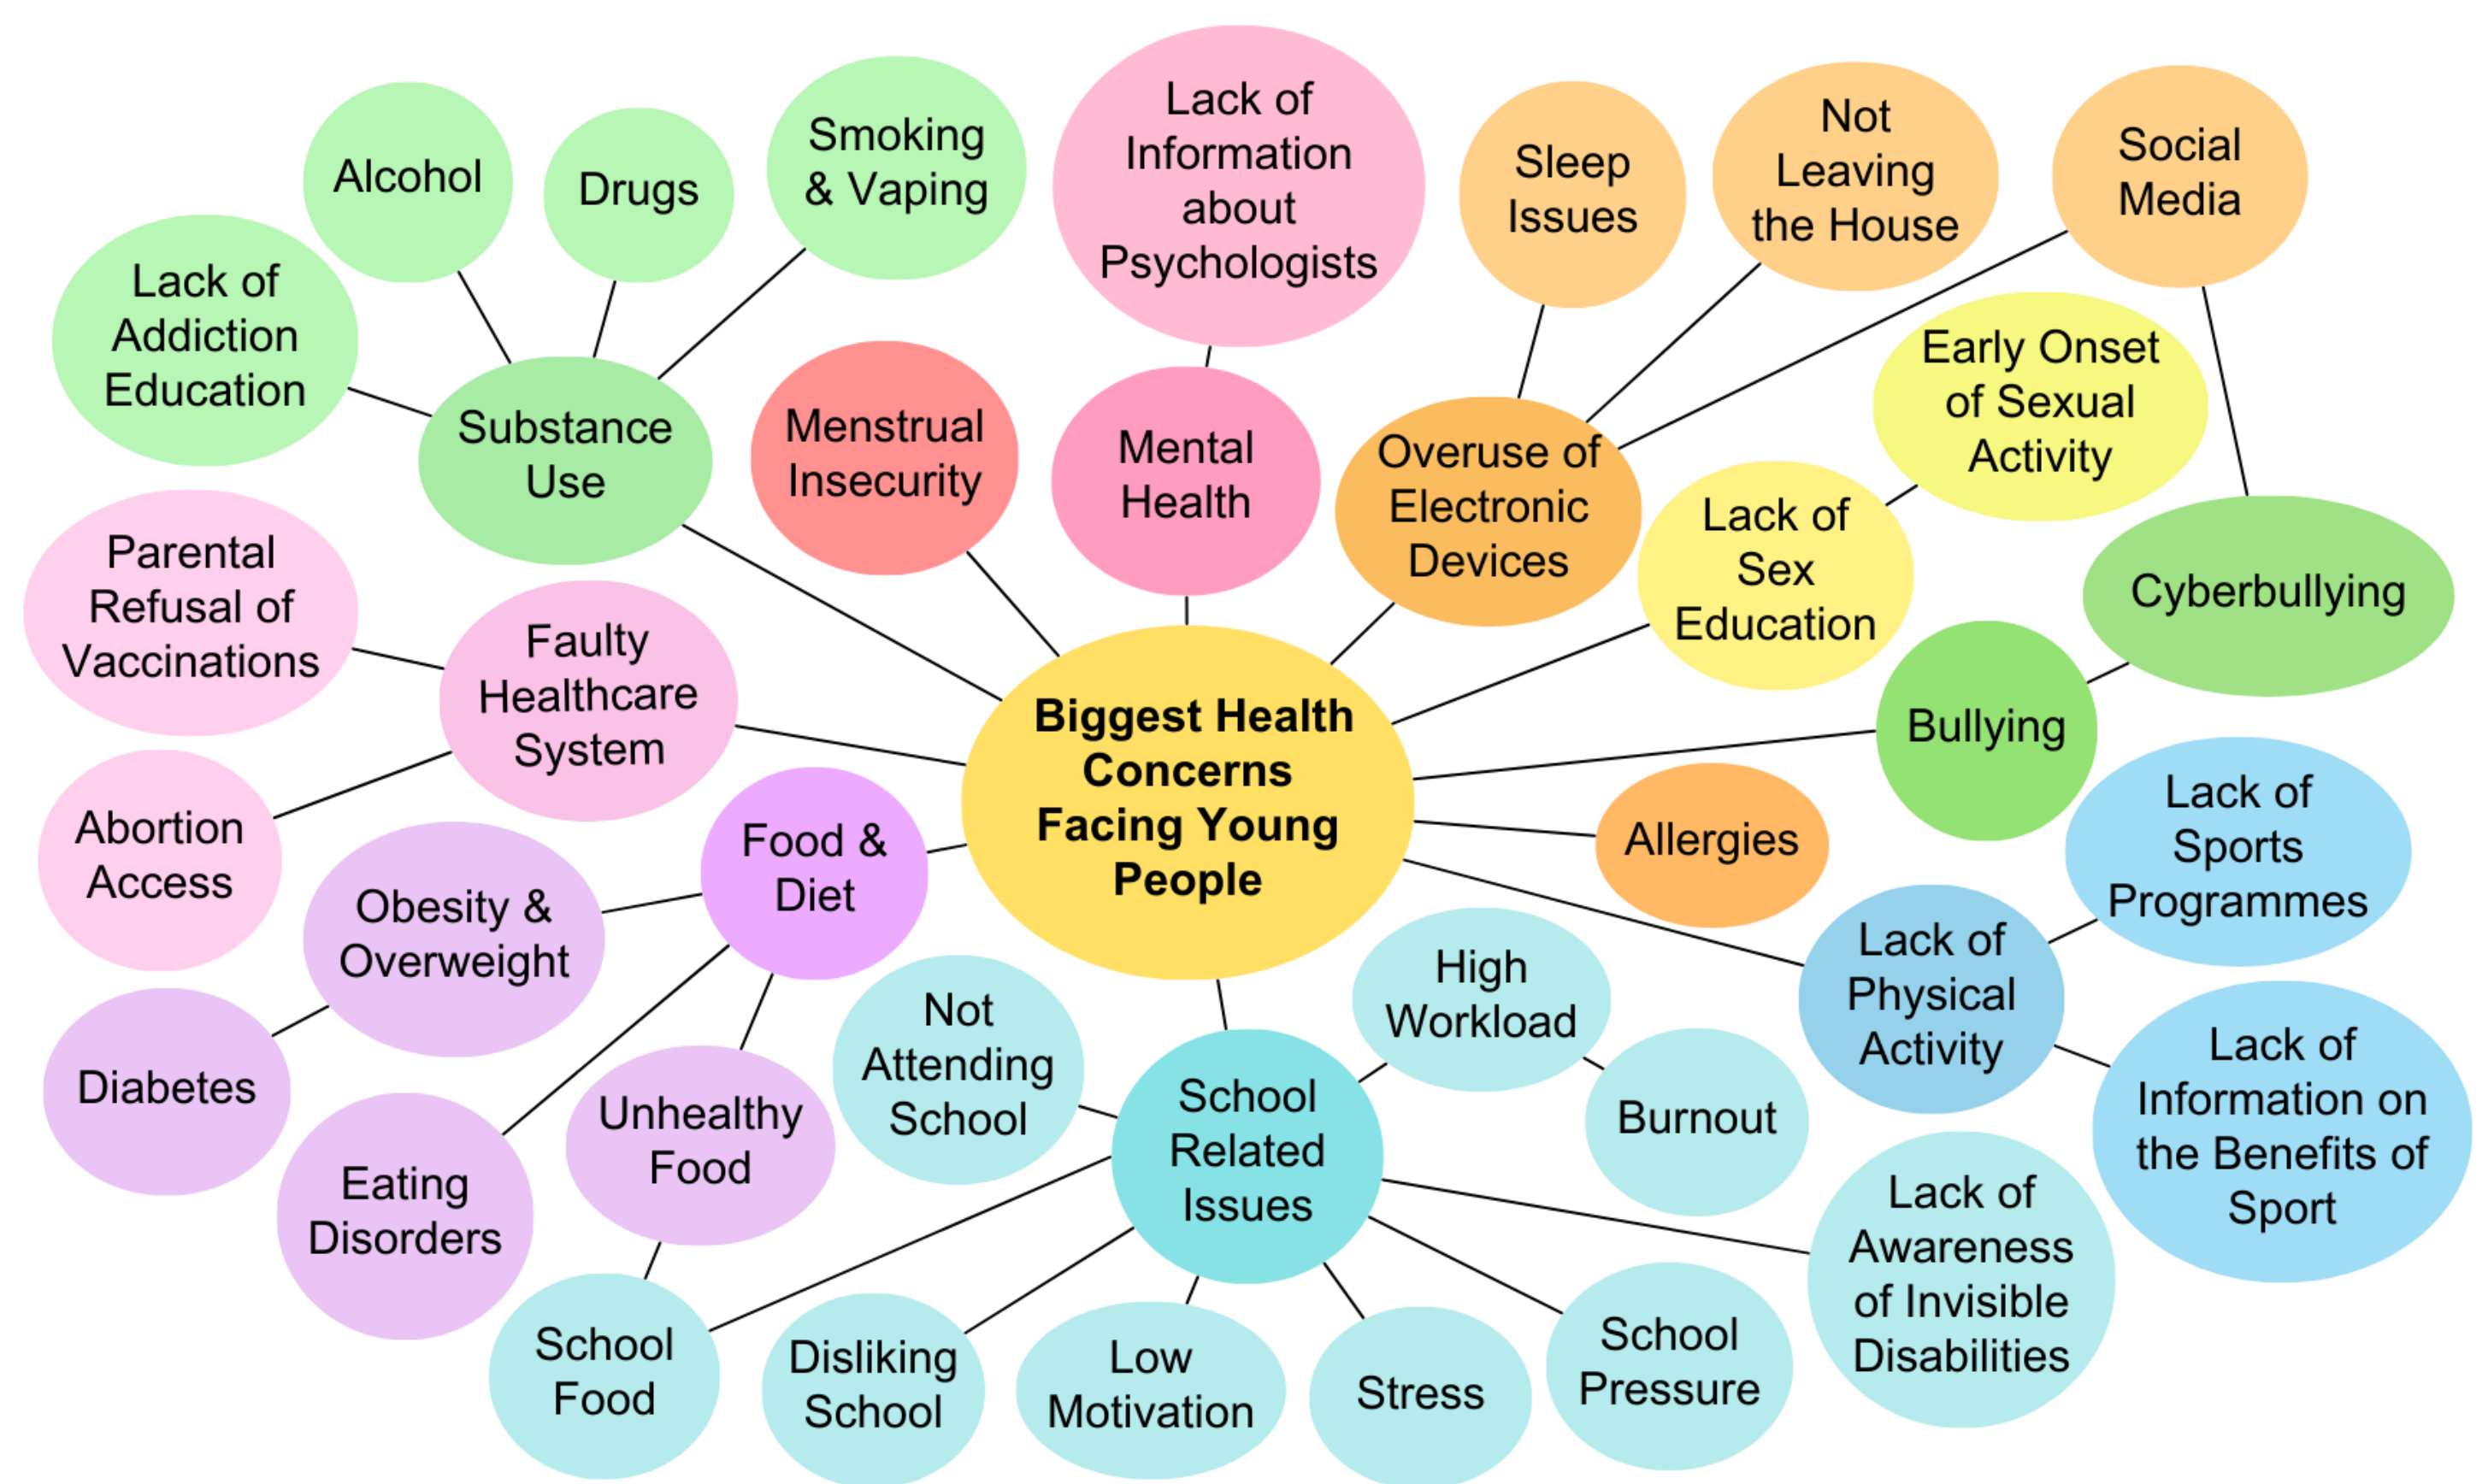 Alcohol
Drugs
Smoking
& Vaping
Lack of
Information
about
Psychologists
Sleep
Issues
Not
Leaving
the House
Social
Media
Lack of
Addiction
Education
Substance
Use
Menstrual
Insecurity
Mental
Health
Overuse of
Electronic
Devices
Early Onset
of Sexual
Activity
Lack of
Sex
Education
Cyberbullying
Parental
Refusal of
Vaccinations
Faulty
Healthcare
System
Biggest Health
Concerns
Facing Young
People
Bullying
Abortion
Access
Obesity &
Overweight
Food &
Diet
Allergies
Lack of
Sports
Programmes
Lack of
Physical
Activity
High
Workload
Not
Attending
School
Diabetes
Eating
Disorders
Unhealthy
Food
School
Related
Issues
Burnout
Lack of
Information on
the Benefits of
Sport
Lack of
Awareness
of Invisible
Disabilities
School
Food
Disliking
School
Low
Motivation
Stress
School
Pressure